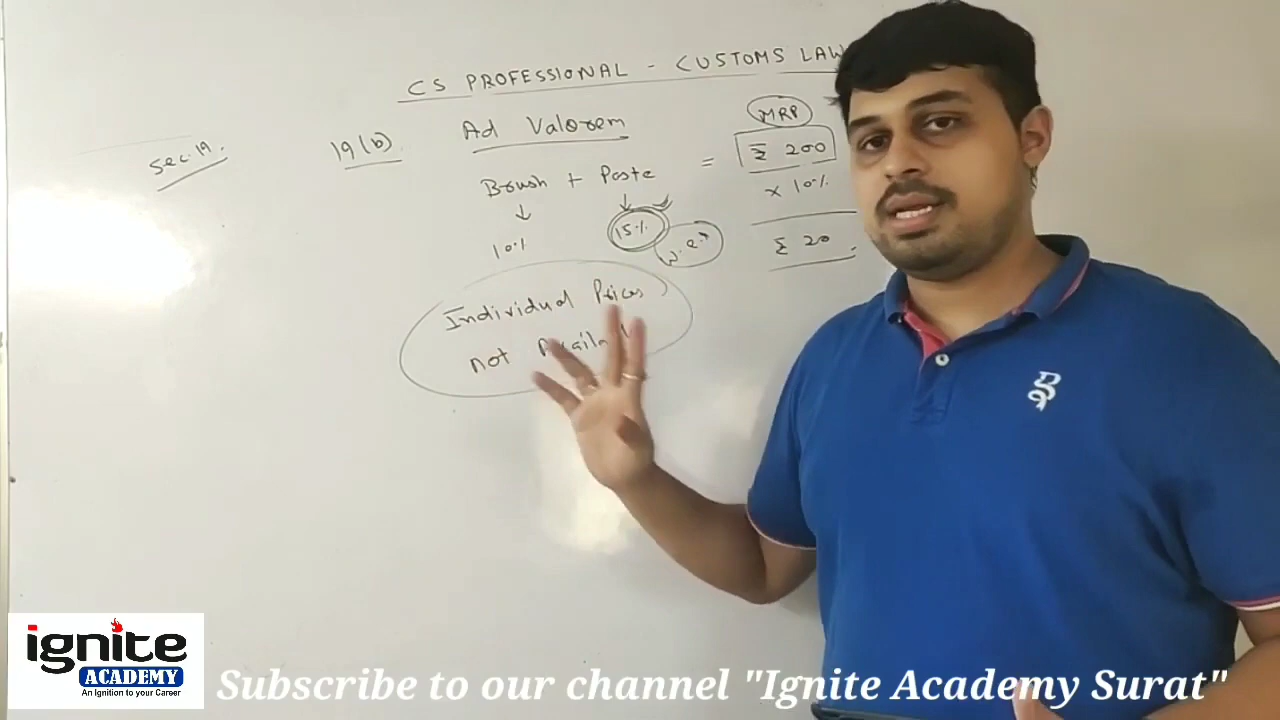 CS PROFESSIONAL - CUSTOMS LAW
Sec. 19.
19(b).
Ad Valorem
MRP
Brush + Paste
= ₹ 200
x 10%
10%
15%
₹ 20
Individual Prices
not
ignite
ACADEMY
An Ignition to your Career
Subscribe to our channel "Ignite Academy Surat"